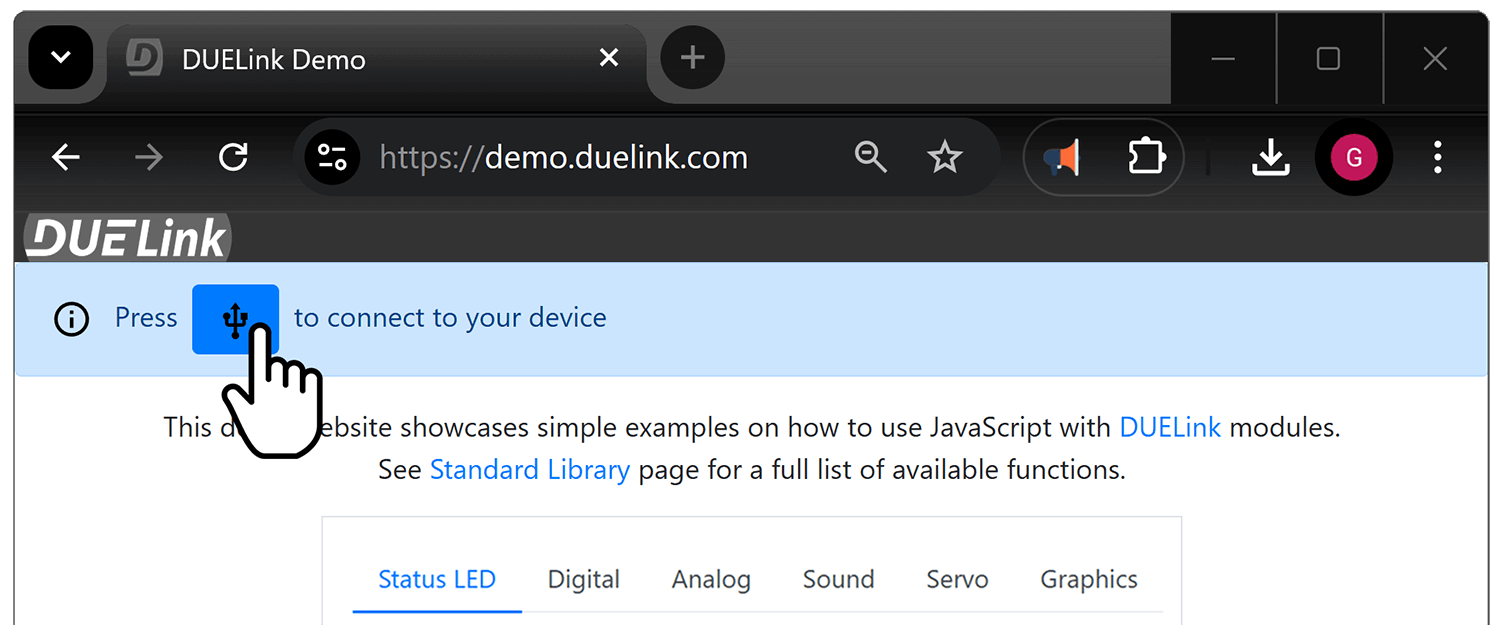 DUELink Demo
https://demo.duelink.com
G
DUELink
Press to connect to your device
This website showcases simple examples on how to use JavaScript with DUELink modules.
See Standard Library page for a full list of available functions.
Status LED Digital Analog Sound Servo Graphics